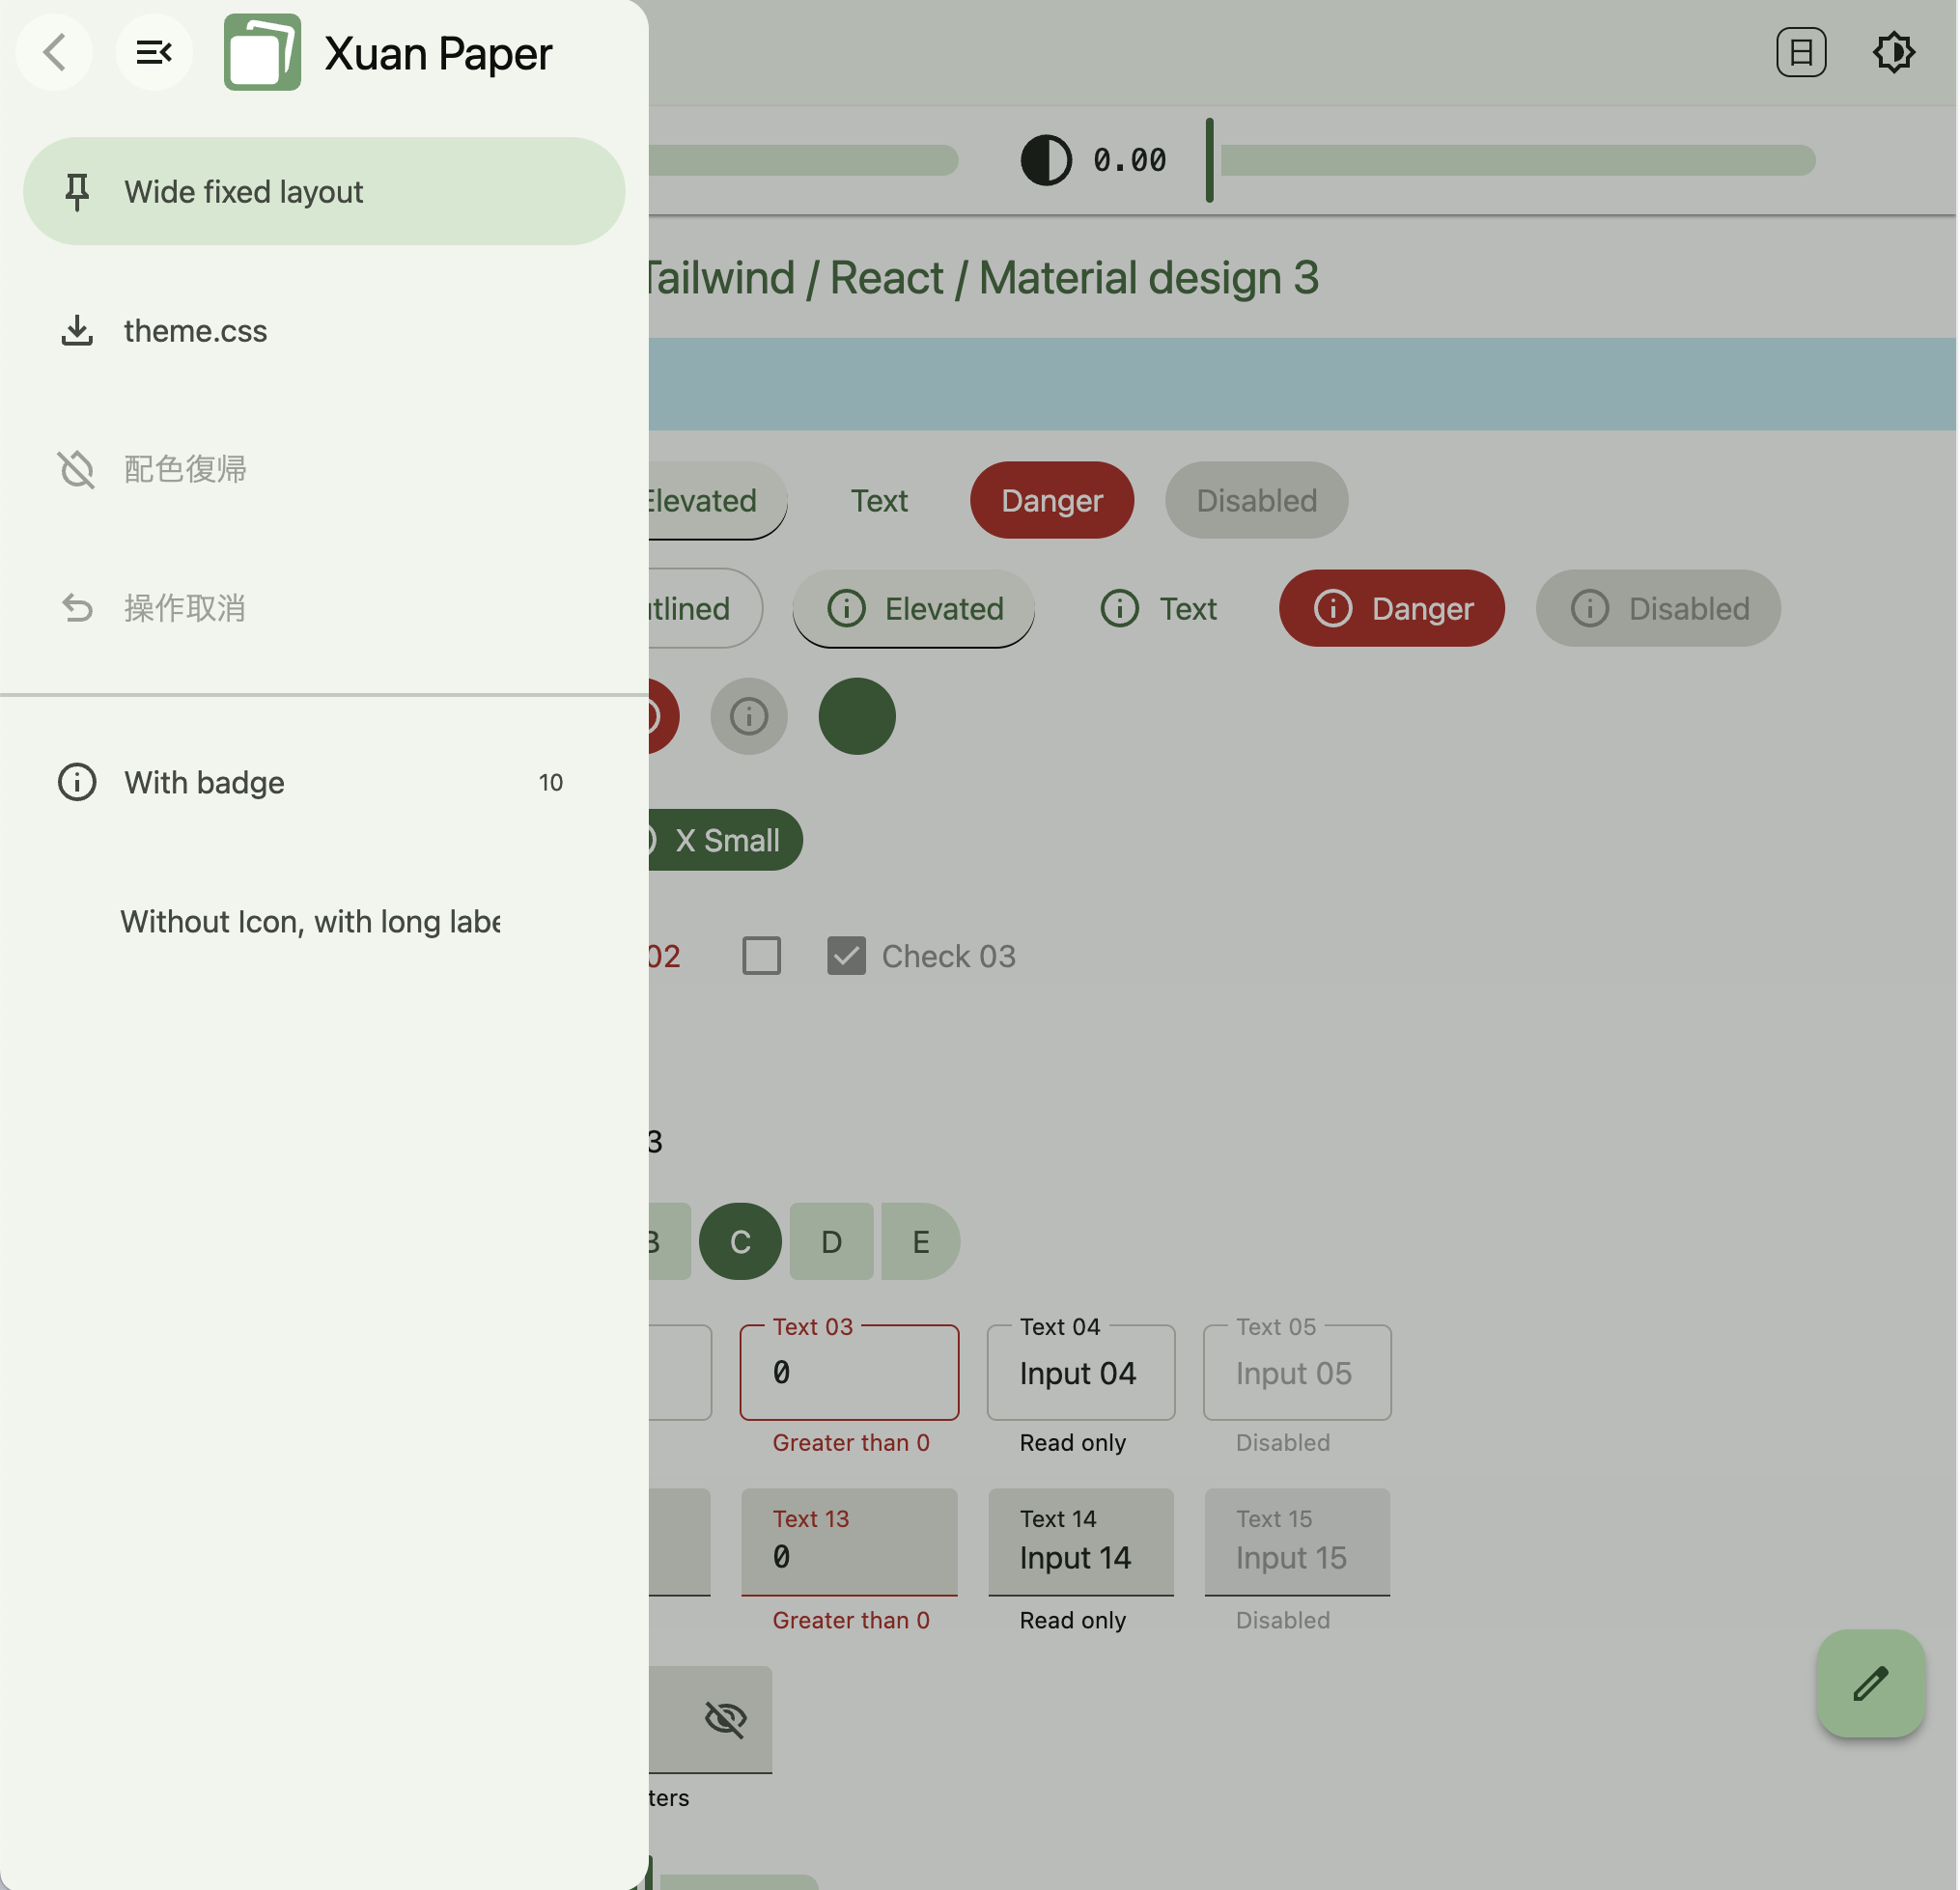 Xuan Paper
日
Wide fixed layout
0.00
Tailwind / React / Material design 3
theme.css
配色復帰
Elevated Text Danger Disabled
操作取消
Elevated Text Danger Disabled
With badge 10
X Small
Without Icon, with long labe
02 Check 03
3
C D E
Text 03 Text 04 Text 05
0 Input 04 Input 05
Greater than 0 Read only Disabled
Text 13 Text 14 Text 15
0 Input 14 Input 15
Greater than 0 Read only Disabled